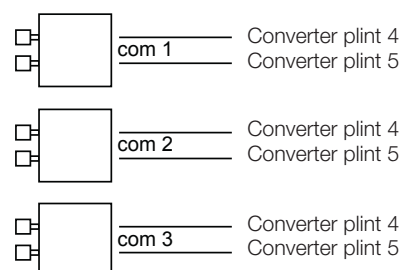 Converter plint 4
com 1
Converter plint 5
Converter plint 4
com 2
Converter plint 5
Converter plint 4
com 3
Converter plint 5